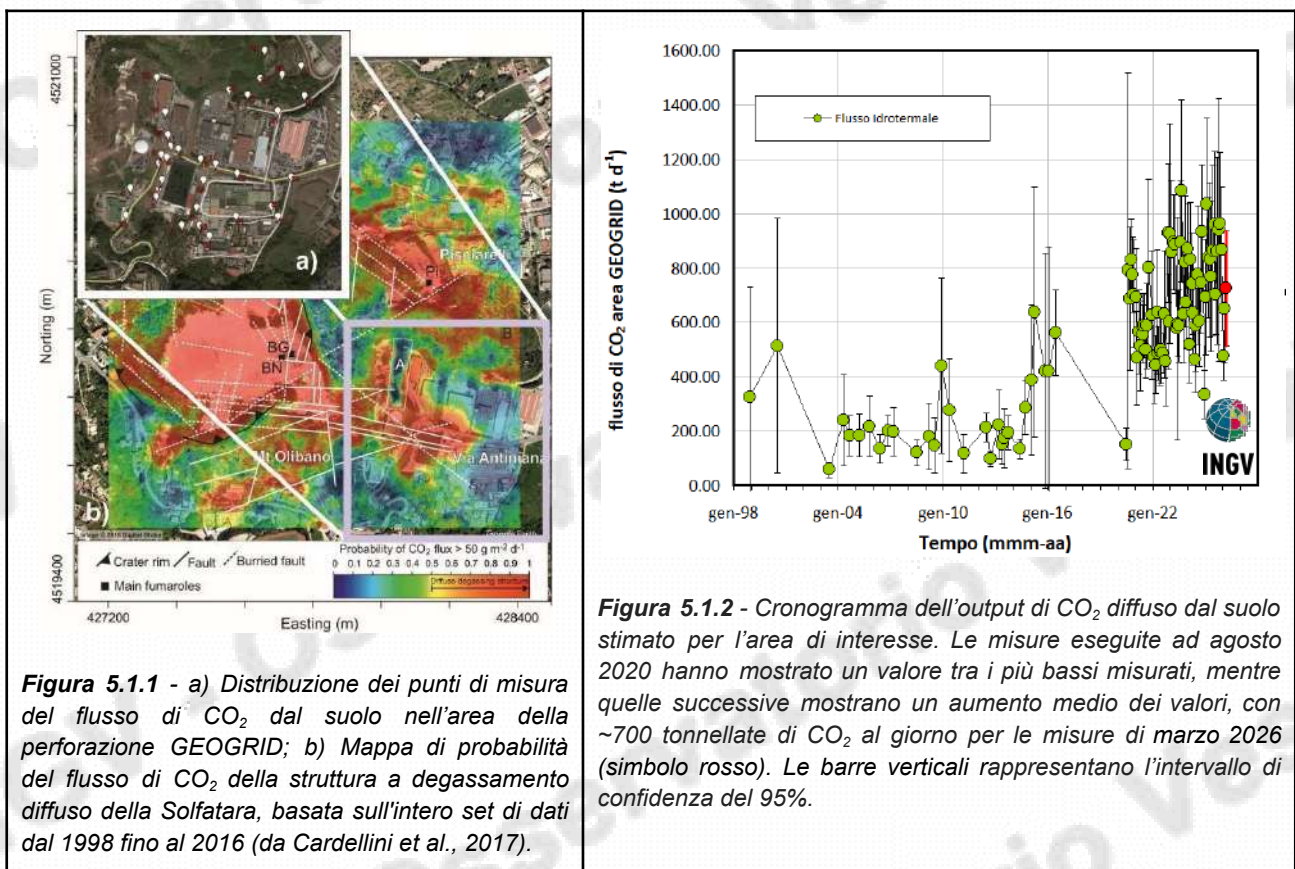 4521000
Norting (m)
4519400
a)
Pisciarelli
PI
B
BG
BN
A
Mt Olibano
Via Antiniana
b)
Crater rim / Fault Burried fault
Main fumaroles
Probability of CO₂ flux > 50 g m⁻² d⁻¹
0 0.1 0.2 0.3 0.4 0.5 0.6 0.7 0.8 0.9 1
Diffuse degassing structure
427200 428400
Easting (m)
Figura 5.1.1 - a) Distribuzione dei punti di misura
del flusso di CO₂ dal suolo nell'area della
perforazione GEOGRID; b) Mappa di probabilità
del flusso di CO₂ della struttura a degassamento
diffuso della Solfatara, basata sull'intero set di dati
dal 1998 fino al 2016 (da Cardellini et al., 2017).
flusso di CO₂ area GEOGRID (t d⁻¹)
1600.00
1400.00
1200.00
1000.00
800.00
600.00
400.00
200.00
0.00
Flusso Idrotermale
INGV
gen-98 gen-04 gen-10 gen-16 gen-22
Tempo (mmm-aa)
Figura 5.1.2 - Cronogramma dell'output di CO₂ diffuso dal suolo
stimato per l'area di interesse. Le misure eseguite ad agosto
2020 hanno mostrato un valore tra i più bassi misurati, mentre
quelle successive mostrano un aumento medio dei valori, con
~700 tonnellate di CO₂ al giorno per le misure di marzo 2026
(simbolo rosso). Le barre verticali rappresentano l'intervallo di
confidenza del 95%.